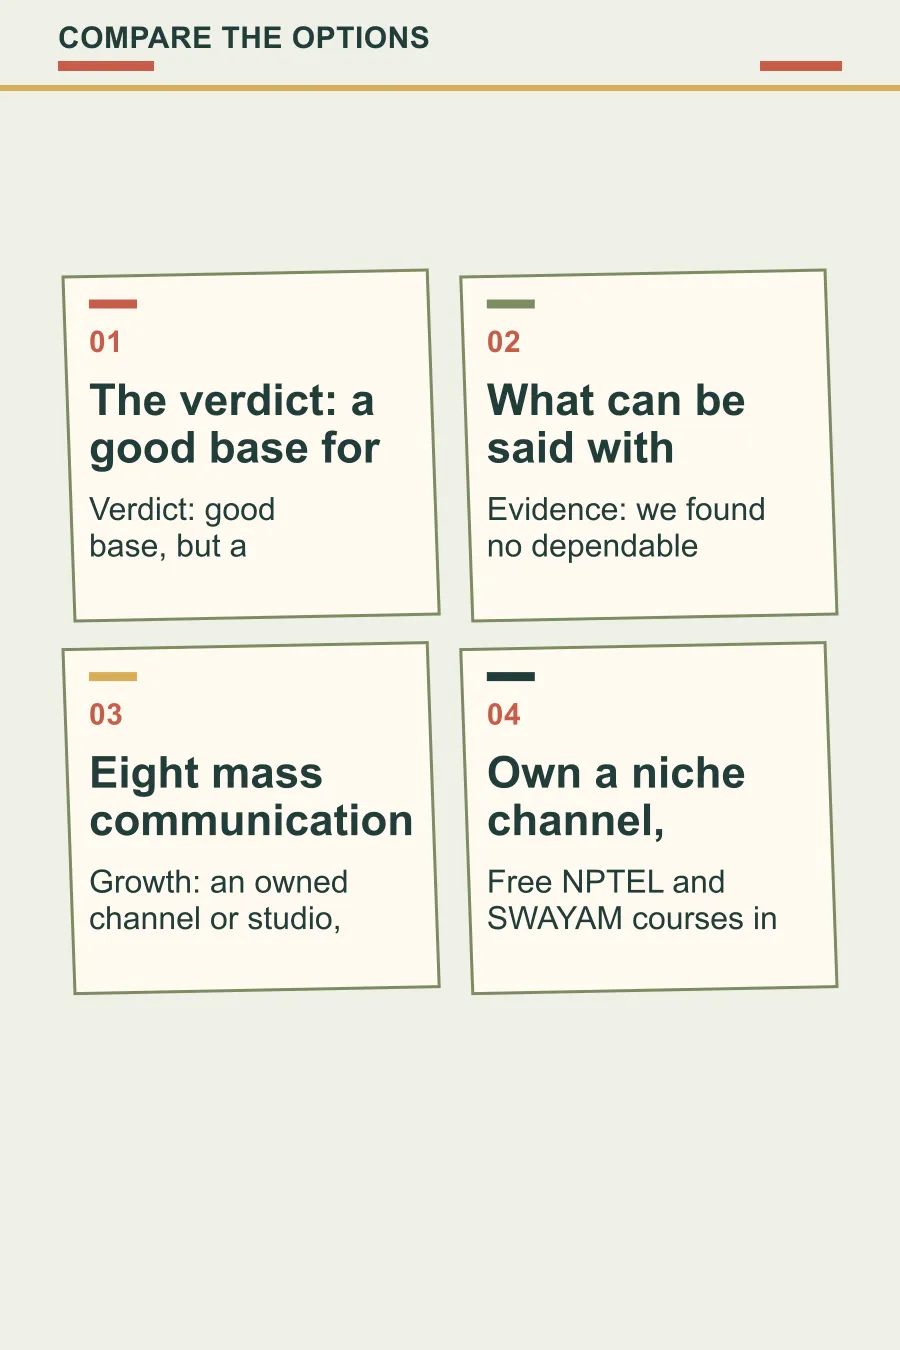 COMPARE THE OPTIONS
01
The verdict: a
good base for
Verdict: good
base, but a
02
What can be
said with
Evidence: we found
no dependable
03
Eight mass
communication
Growth: an owned
channel or studio,
04
Own a niche
channel,
Free NPTEL and
SWAYAM courses in